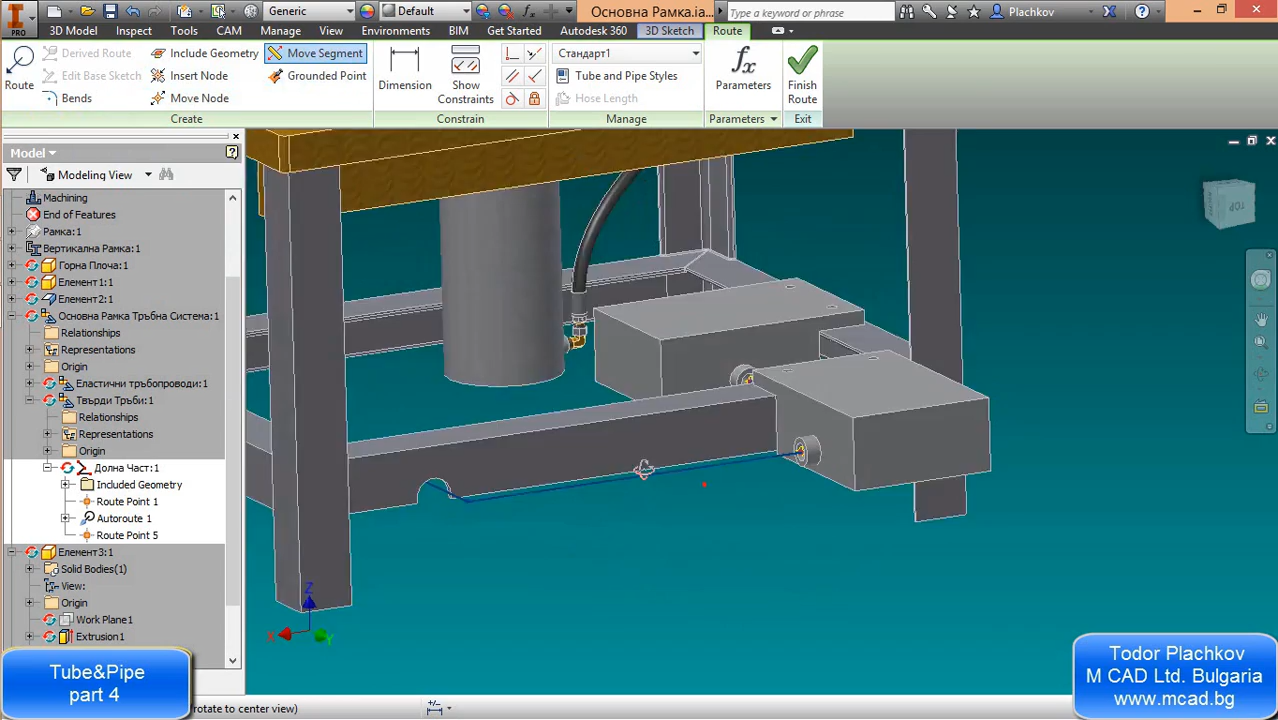 PRO
Generic
Default
Основна Рамка.ia...
Type a keyword or phrase
Plachkov
3D Model
Inspect
Tools
CAM
Manage
View
Environments
BIM
Get Started
Autodesk 360
3D Sketch
Route
Derived Route
Include Geometry
Move Segment
Edit Base Sketch
Insert Node
Grounded Point
Route
Bends
Move Node
Dimension
Show
Constraints
Стандарт1
Tube and Pipe Styles
Hose Length
fx
Parameters
Finish
Route
Create
Constrain
Manage
Parameters
Exit
Model
Modeling View
Machining
End of Features
Рамка:1
Вертикална Рамка:1
Горна Плоча:1
Елемент1:1
Елемент2:1
Основна Рамка Тръбна Система:1
Relationships
Representations
Origin
Еластични тръбопроводи:1
Твърди Тръби:1
Relationships
Representations
Origin
Долна Част:1
Included Geometry
Route Point 1
Autoroute 1
Route Point 5
Елемент3:1
Solid Bodies(1)
View:
Origin
Work Plane1
Extrusion1
TOP
Z
X
Y
Tube&Pipe
part 4
rotate to center view)
Todor Plachkov
M CAD Ltd. Bulgaria
www.mcad.bg